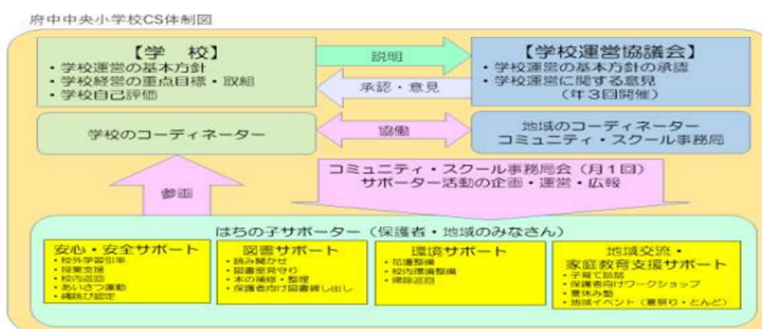 府中中央小学校CS体制図
【学　校】
・学校運営の基本方針
・学校経営の重点目標・取組
・学校自己評価
説明
承認・意見
【学校運営協議会】
・学校運営の基本方針の承認
・学校運営に関する意見
（年３回開催）
学校のコーディネーター
協働
地域のコーディネーター
コミュニティ・スクール事務局
参画
コミュニティ・スクール事務局会（月１回）
サポーター活動の企画・運営・広報
はちの子サポーター（保護者・地域のみなさん）
安心・安全サポート
・校外学習引率
・授業支援
・校内巡回
・あいさつ運動
・縄跳び認定
図書サポート
・読み聞かせ
・図書室見守り
・本の補修・整理
・保護者向け図書貸し出し
環境サポート
・花壇整備
・校内環境整備
・掃除巡回
地域交流・
家庭教育支援サポート
・子育て談話
・保護者向けワークショップ
・夏休み塾
・地域イベント（夏祭り・とんど）